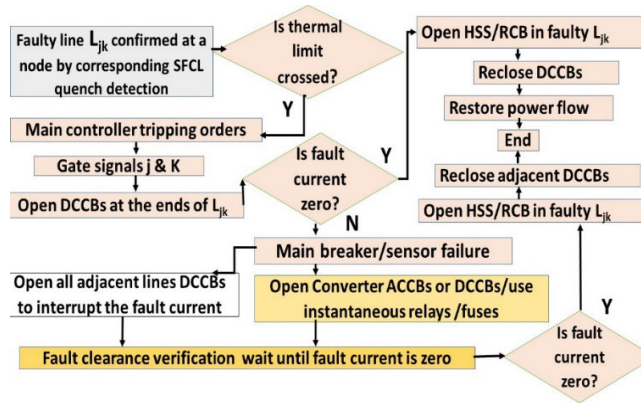 Faulty line Ljk confirmed at a
node by corresponding SFCL
quench detection
Is thermal
limit
crossed?
Y
Main controller tripping orders
Gate signals j & K
Open DCCBs at the ends of Ljk
Is fault
current
zero?
Y
N
Open HSS/RCB in faulty Ljk
Reclose DCCBs
Restore power flow
End
Reclose adjacent DCCBs
Open HSS/RCB in faulty Ljk
Main breaker/sensor failure
Open all adjacent lines DCCBs
to interrupt the fault current
Open Converter ACCBs or DCCBs/use
instantaneous relays /fuses
Fault clearance verification wait until fault current is zero
Is fault
current
zero?
Y